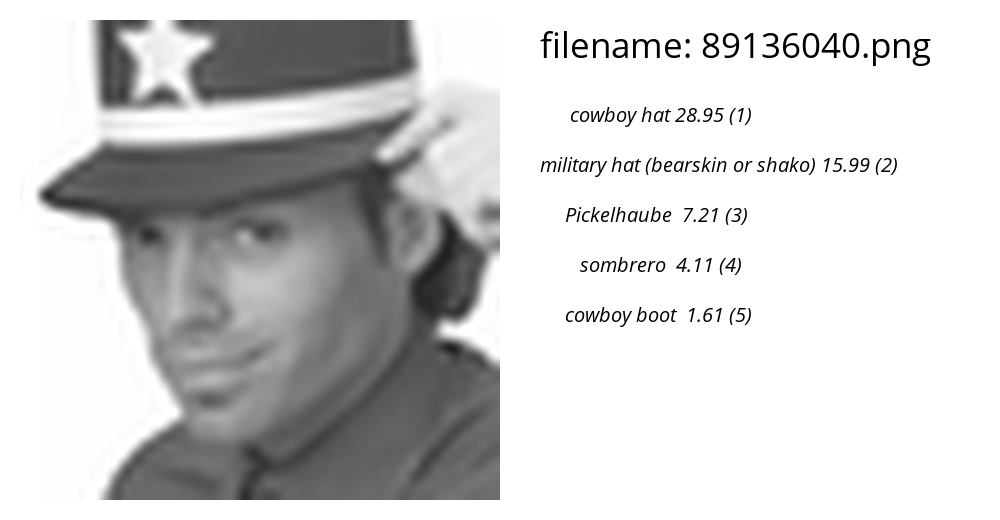 filename: 89136040.png
cowboy hat 28.95 (1)
military hat (bearskin or shako) 15.99 (2)
Pickelhaube 7.21 (3)
sombrero 4.11 (4)
cowboy boot 1.61 (5)